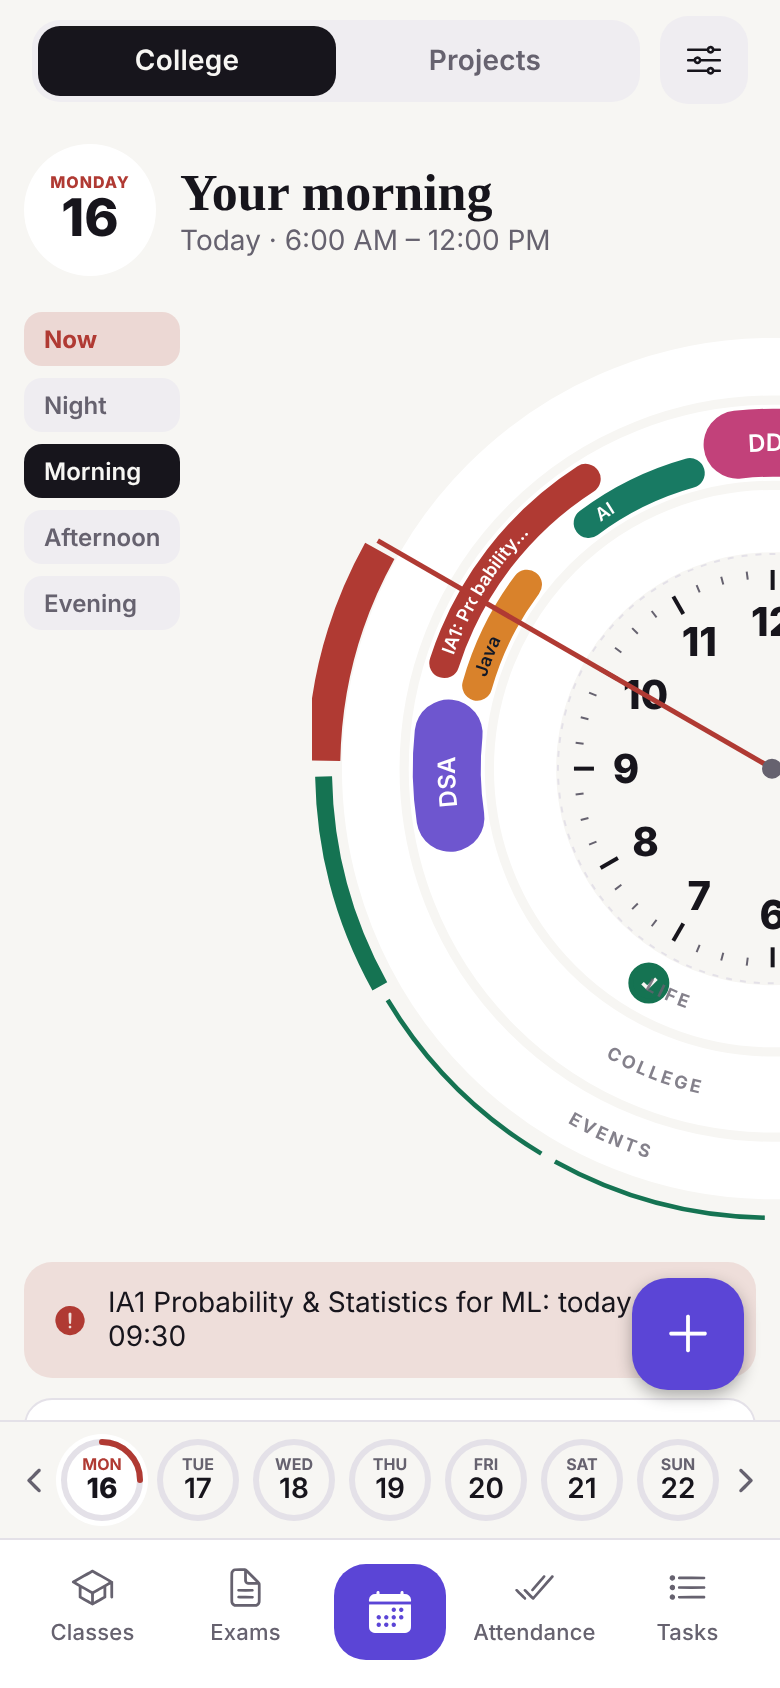 College
Projects
MONDAY
16
Your morning
Today · 6:00 AM – 12:00 PM
Now
Night
Morning
Afternoon
Evening
DD
AI
IA1: Probability...
Java
DSA
12
11
10
9
8
7
6
LIFE
COLLEGE
EVENTS
IA1 Probability & Statistics for ML: today
09:30
MON
16
TUE
17
WED
18
THU
19
FRI
20
SAT
21
SUN
22
Classes
Exams
Attendance
Tasks